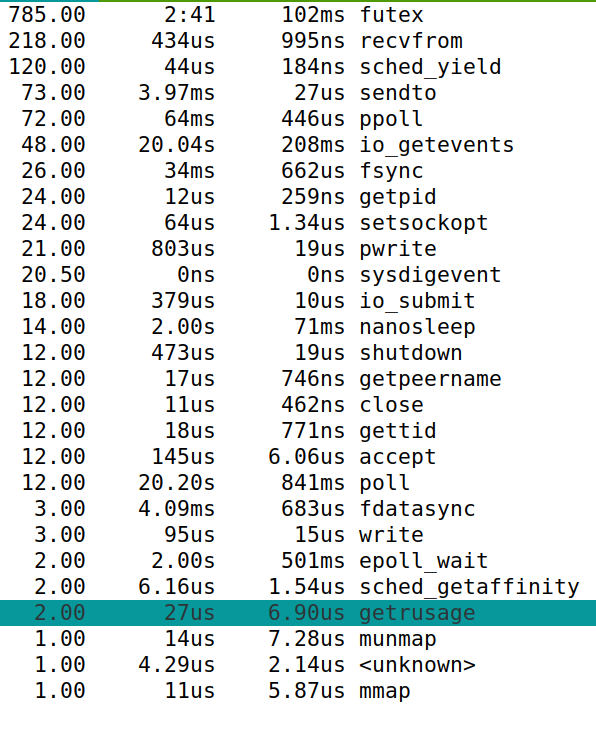 785.00 2:41 102ms futex
218.00 434us 995ns recvfrom
120.00 44us 184ns sched_yield
73.00 3.97ms 27us sendto
72.00 64ms 446us ppoll
48.00 20.04s 208ms io_getevents
26.00 34ms 662us fsync
24.00 12us 259ns getpid
24.00 64us 1.34us setsockopt
21.00 803us 19us pwrite
20.50 0ns 0ns sysdigevent
18.00 379us 10us io_submit
14.00 2.00s 71ms nanosleep
12.00 473us 19us shutdown
12.00 17us 746ns getpeername
12.00 11us 462ns close
12.00 18us 771ns gettid
12.00 145us 6.06us accept
12.00 20.20s 841ms poll
3.00 4.09ms 683us fdatasync
3.00 95us 15us write
2.00 2.00s 501ms epoll_wait
2.00 6.16us 1.54us sched_getaffinity
2.00 27us 6.90us getrusage
1.00 14us 7.28us munmap
1.00 4.29us 2.14us <unknown>
1.00 11us 5.87us mmap